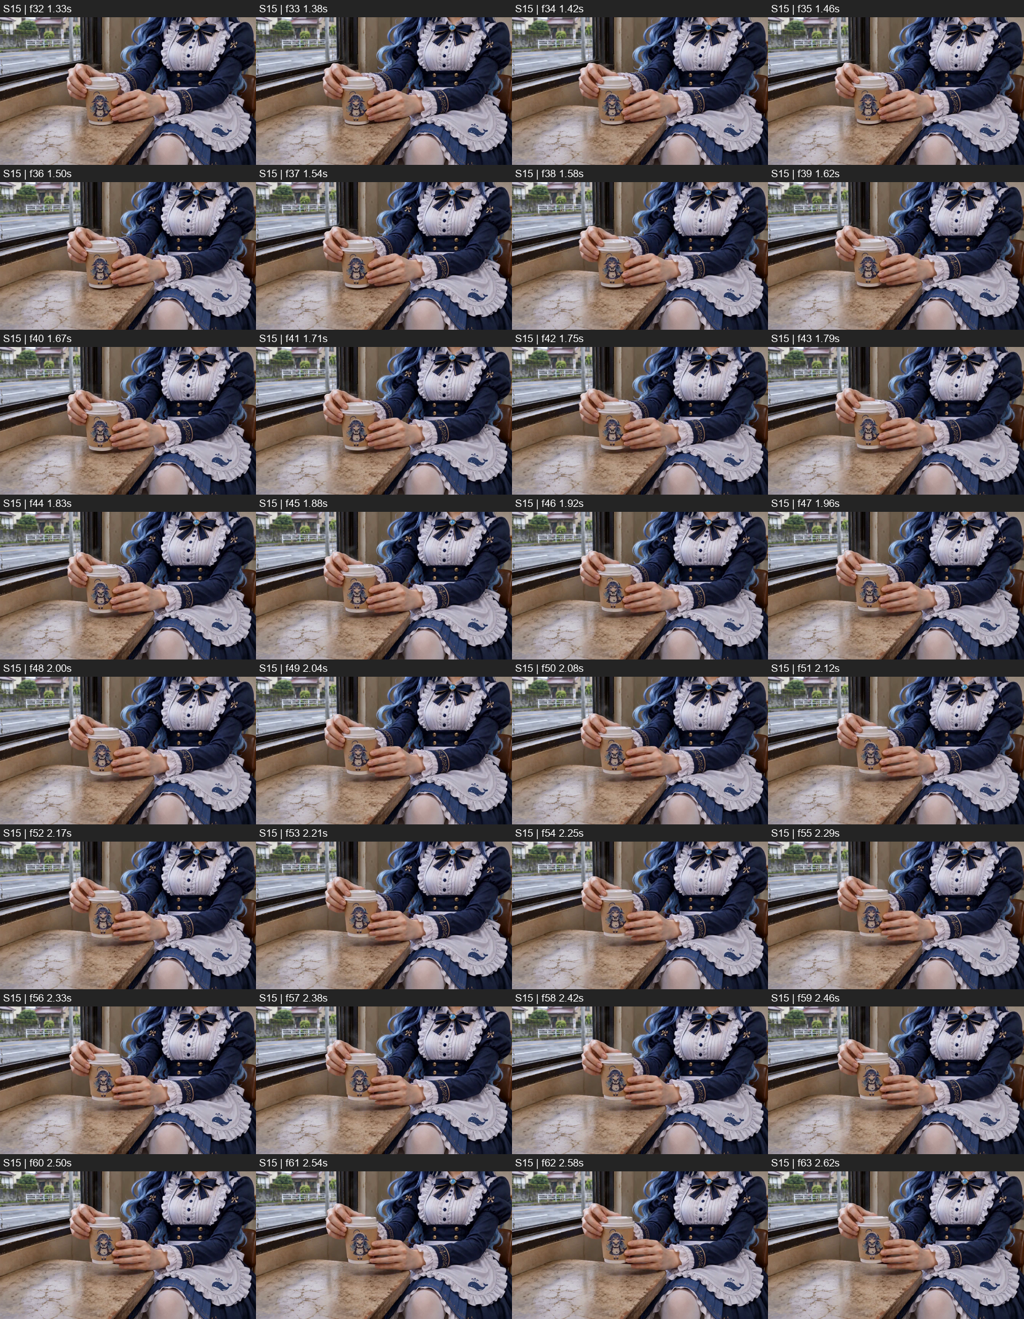 S15 | f32 1.33s
S15 | f33 1.38s
S15 | f34 1.42s
S15 | f35 1.46s
S15 | f36 1.50s
S15 | f37 1.54s
S15 | f38 1.58s
S15 | f39 1.62s
S15 | f40 1.67s
S15 | f41 1.71s
S15 | f42 1.75s
S15 | f43 1.79s
S15 | f44 1.83s
S15 | f45 1.88s
S15 | f46 1.92s
S15 | f47 1.96s
S15 | f48 2.00s
S15 | f49 2.04s
S15 | f50 2.08s
S15 | f51 2.12s
S15 | f52 2.17s
S15 | f53 2.21s
S15 | f54 2.25s
S15 | f55 2.29s
S15 | f56 2.33s
S15 | f57 2.38s
S15 | f58 2.42s
S15 | f59 2.46s
S15 | f60 2.50s
S15 | f61 2.54s
S15 | f62 2.58s
S15 | f63 2.62s